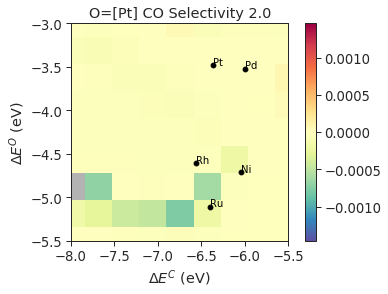 O=[Pt] CO Selectivity 2.0
−3.0
−3.5
−4.0
−4.5
−5.0
−5.5
ΔE^O (eV)
Pt
Pd
Rh
Ni
Ru
−8.0 −7.5 −7.0 −6.5 −6.0 −5.5
ΔE^C (eV)
0.0010
0.0005
0.0000
−0.0005
−0.0010